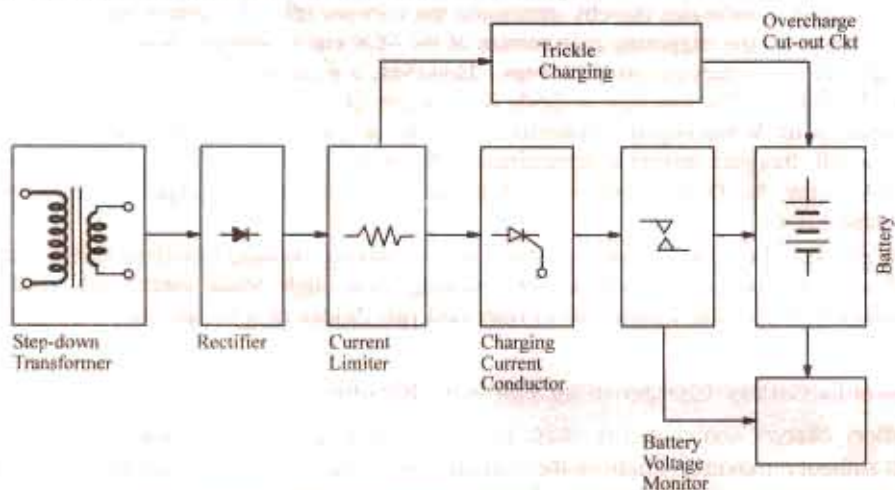 Overcharge
Cut-out Ckt
Trickle
Charging
Battery
Step-down
Transformer
Rectifier
Current
Limiter
Charging
Current
Conductor
Battery
Voltage
Monitor